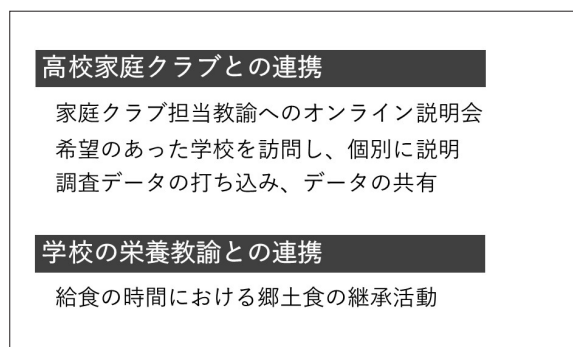 高校家庭クラブとの連携
家庭クラブ担当教諭へのオンライン説明会
希望のあった学校を訪問し、個別に説明
調査データの打ち込み、データの共有
学校の栄養教諭との連携
給食の時間における郷土食の継承活動